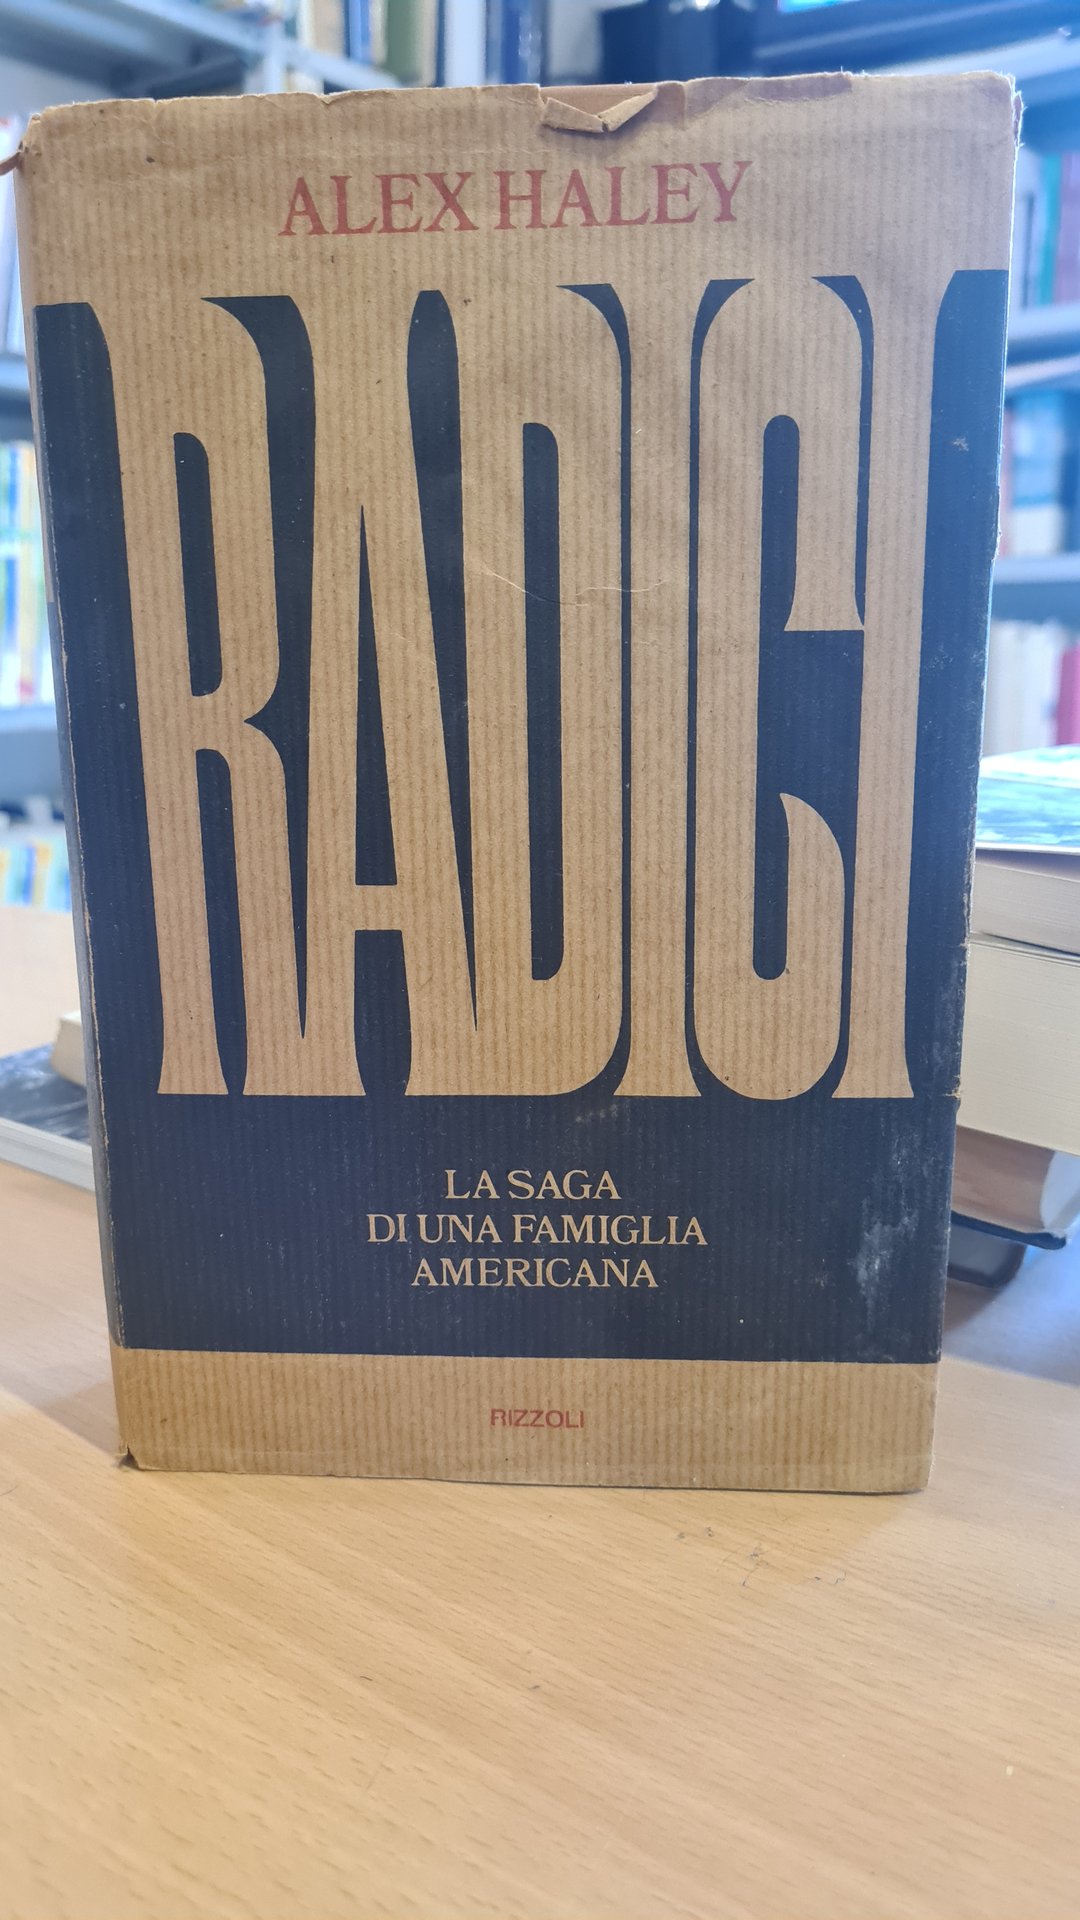 ALEX HALEY
RADICI
LA SAGA
DI UNA FAMIGLIA
AMERICANA
RIZZOLI